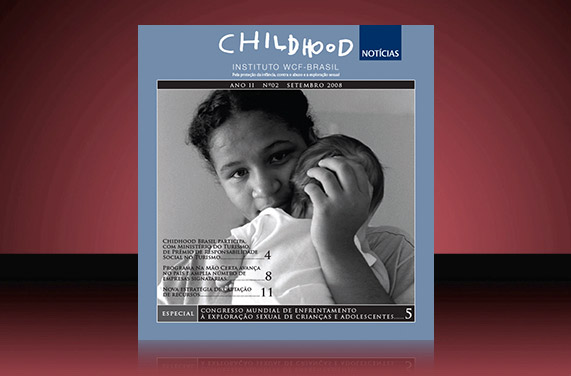 CHILDHOOD
NOTÍCIAS
INSTITUTO WCF-BRASIL
Pela proteção da infância, contra o abuso e a exploração sexual
ANO II Nº02 SETEMBRO 2008
CHIDHOOD BRASIL PARTICIPA,
COM MINISTÉRIO DO TURISMO,
DE PRÊMIO DE RESPONSABILIDADE
SOCIAL NO TURISMO 4
PROGRAMA NA MÃO CERTA AVANÇA
NO PAÍS E AMPLIA NÚMERO DE
EMPRESAS SIGNATÁRIAS 8
NOVA ESTRATÉGIA DE CAPTAÇÃO
DE RECURSOS 11
ESPECIAL CONGRESSO MUNDIAL DE ENFRENTAMENTO
À EXPLORAÇÃO SEXUAL DE CRIANÇAS E ADOLESCENTES 5